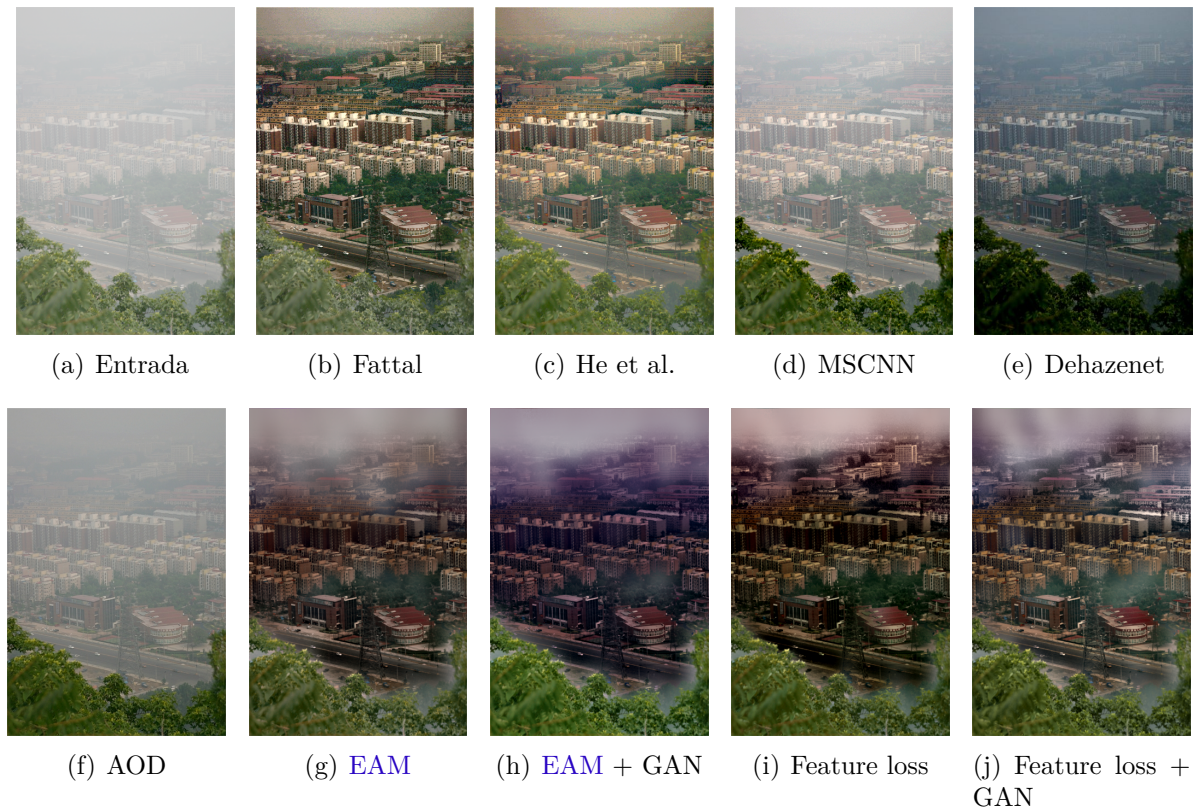 (a) Entrada
(b) Fattal
(c) He et al.
(d) MSCNN
(e) Dehazenet
(f) AOD
(g) EAM
(h) EAM + GAN
(i) Feature loss
(j) Feature loss +
GAN